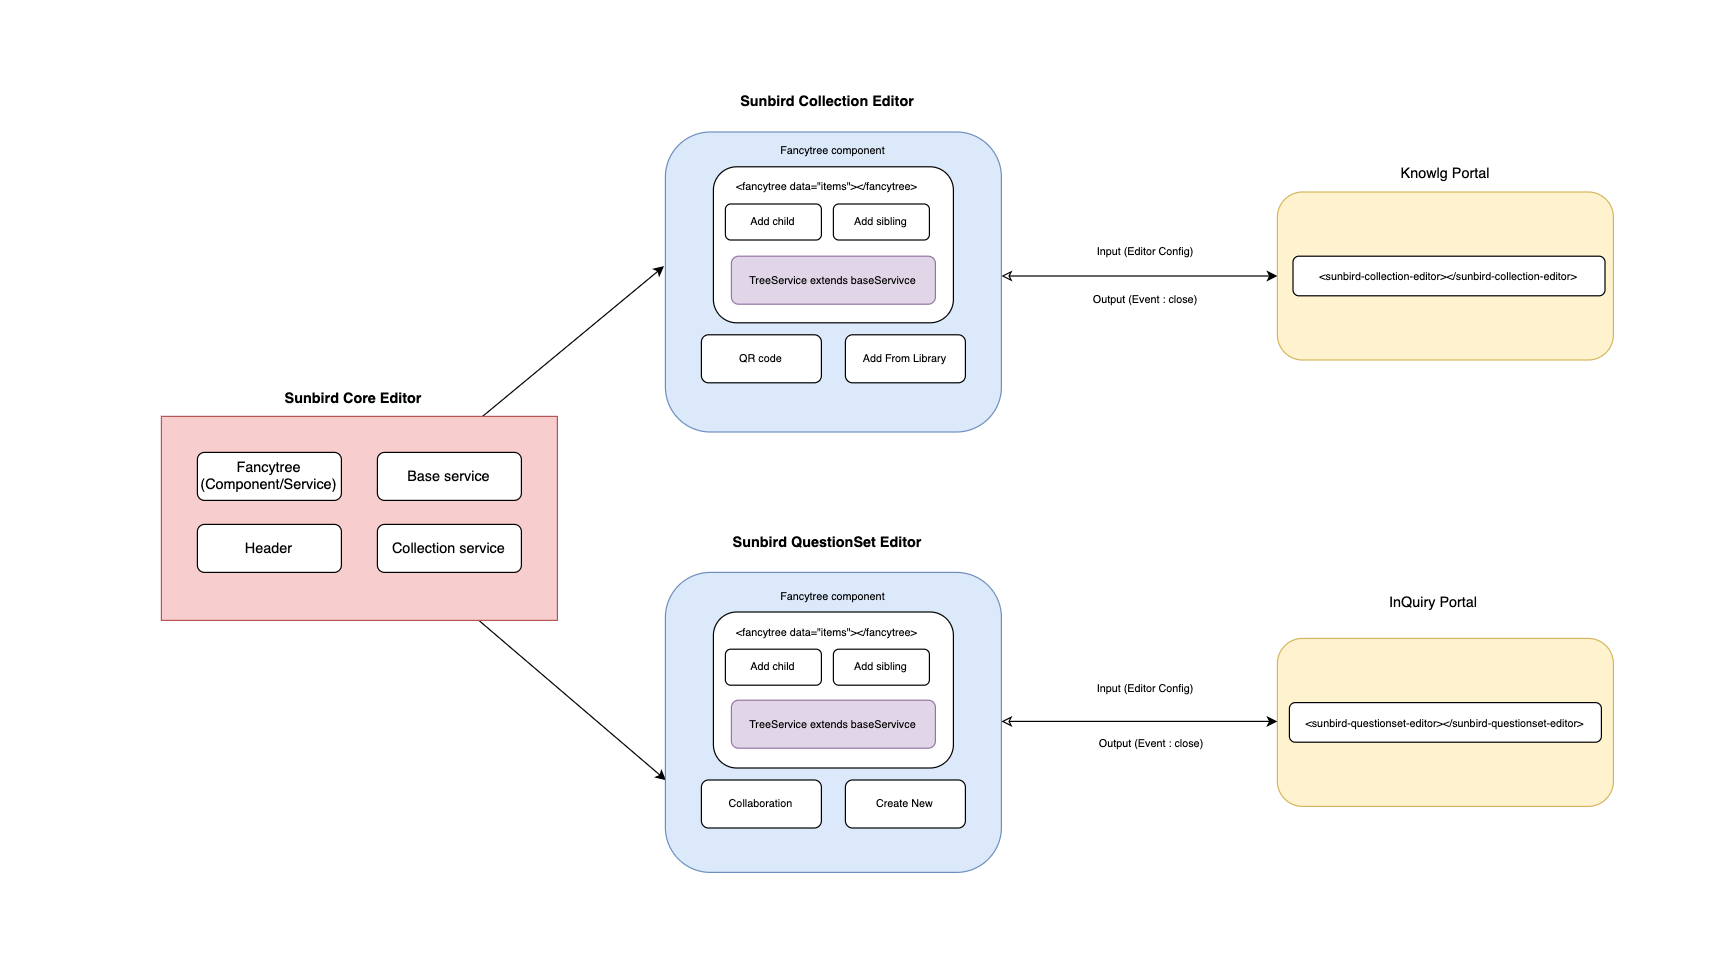 Sunbird Collection Editor
Fancytree component
<fancytree data="items"></fancytree>
Add child
Add sibling
TreeService extends baseServivce
QR code
Add From Library
Input (Editor Config)
Output (Event : close)
Knowlg Portal
<sunbird-collection-editor></sunbird-collection-editor>
Sunbird Core Editor
Fancytree
(Component/Service)
Base service
Header
Collection service
Sunbird QuestionSet Editor
Fancytree component
<fancytree data="items"></fancytree>
Add child
Add sibling
TreeService extends baseServivce
Collaboration
Create New
Input (Editor Config)
Output (Event : close)
InQuiry Portal
<sunbird-questionset-editor></sunbird-questionset-editor>